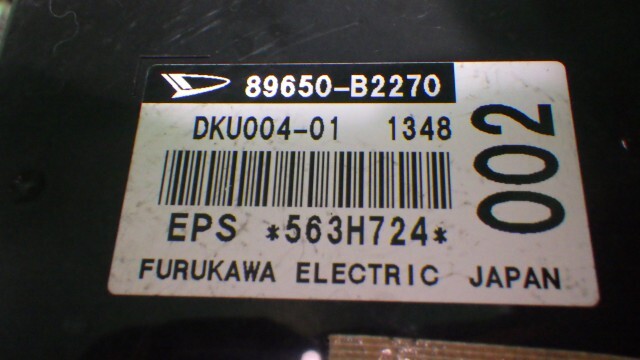 89650-B2270
DKU004-01 1348
002
EPS *563H724*
FURUKAWA ELECTRIC JAPAN